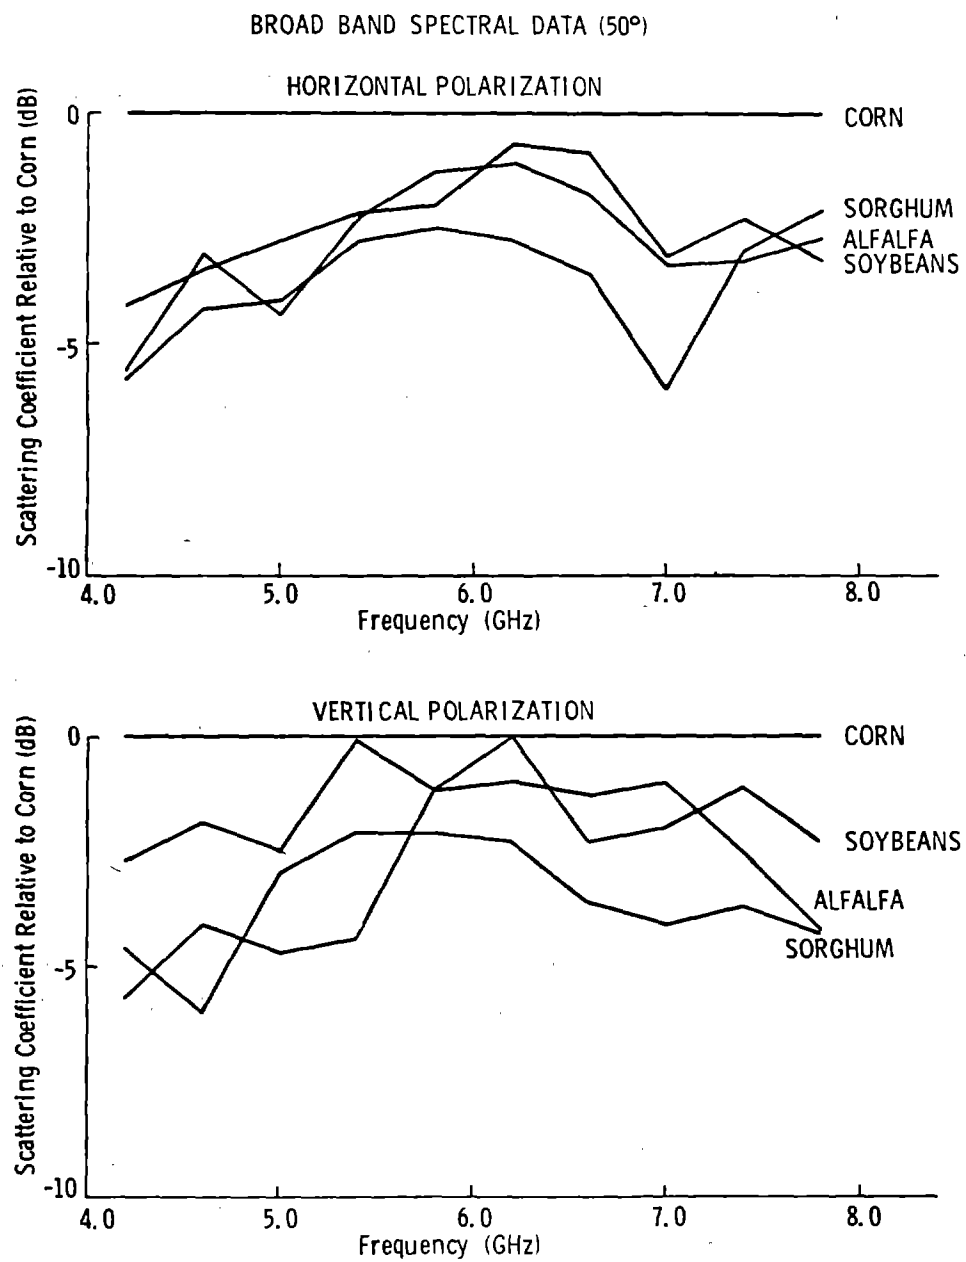 BROAD BAND SPECTRAL DATA (50°)
HORIZONTAL POLARIZATION
Scattering Coefficient Relative to Corn (dB)
0
-5
-10
CORN
SORGHUM
ALFALFA
SOYBEANS
4.0 5.0 6.0 7.0 8.0
Frequency (GHz)
VERTICAL POLARIZATION
Scattering Coefficient Relative to Corn (dB)
0
-5
-10
CORN
SOYBEANS
ALFALFA
SORGHUM
4.0 5.0 6.0 7.0 8.0
Frequency (GHz)